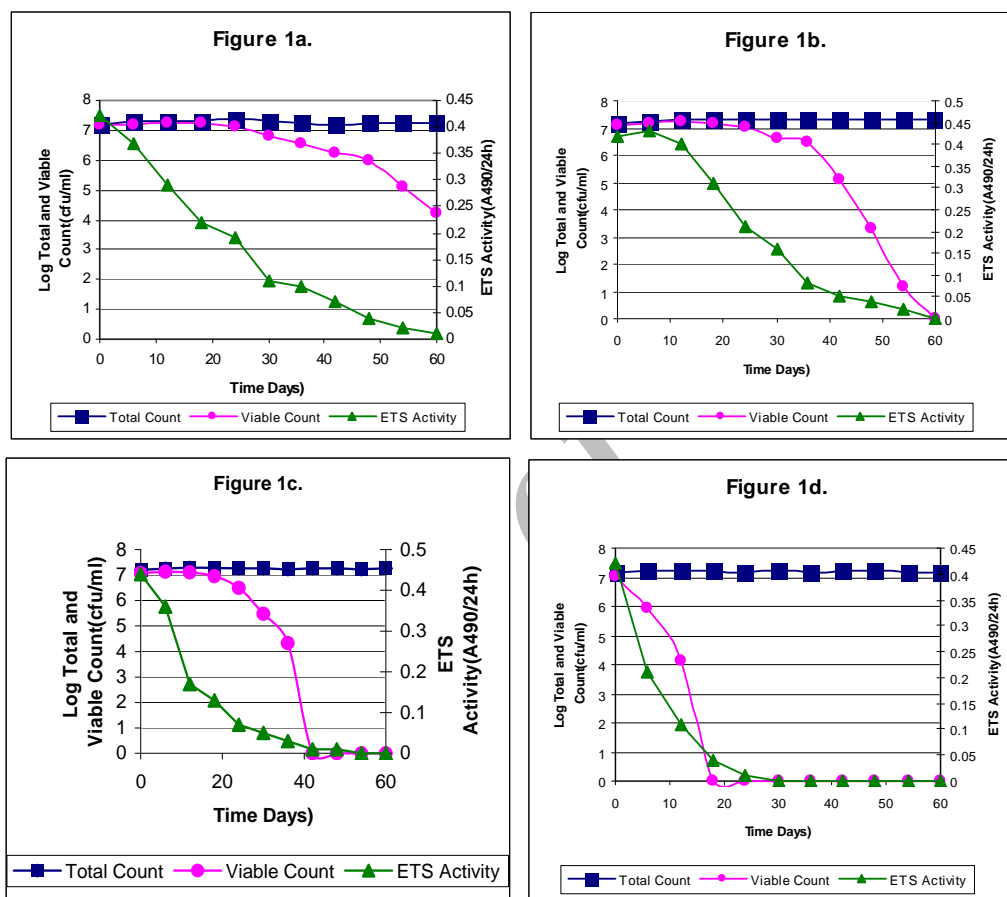 Figure 1a.
8
7
6
5
4
3
2
1
0
0.45
0.4
0.35
0.3
0.25
0.2
0.15
0.1
0.05
0
0 10 20 30 40 50 60
Log Total and Viable
Count(cfu/ml)
ETS Activity(A490/24h)
Time Days)
Total Count Viable Count ETS Activity
Figure 1b.
8
7
6
5
4
3
2
1
0
0.5
0.45
0.4
0.35
0.3
0.25
0.2
0.15
0.1
0.05
0
0 10 20 30 40 50 60
Log Total and Viable
Count(cfu/ml)
ETS Activity(A490/24h)
Time Days)
Total Count Viable Count ETS Activity
Figure 1c.
8
7
6
5
4
3
2
1
0
0.5
0.4
0.3
0.2
0.1
0
0 20 40 60
Log Total and
Viable Count(cfu/ml)
ETS
Activity(A490/24h)
Time Days)
Total Count Viable Count ETS Activity
Figure 1d.
8
7
6
5
4
3
2
1
0
0.45
0.4
0.35
0.3
0.25
0.2
0.15
0.1
0.05
0
0 10 20 30 40 50 60
Log Total and Viable
Count(cfu/ml)
ETS Activity(A490/24h)
Time Days)
Total Count Viable Count ETS Activity